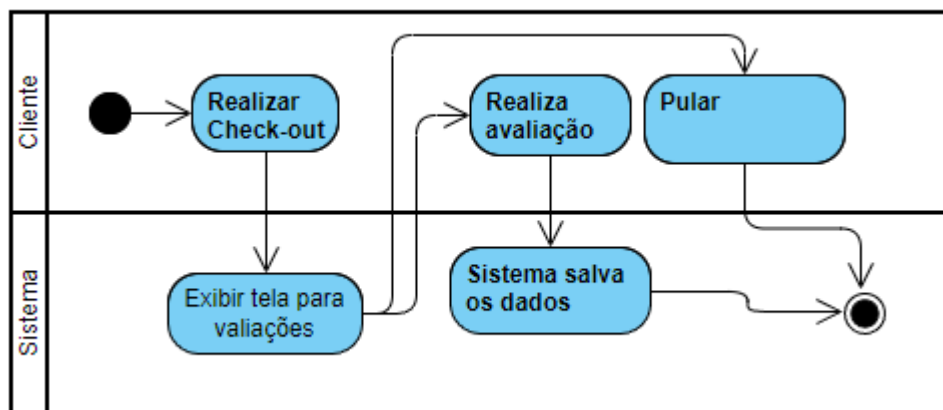 Cliente
Realizar
Check-out
Realiza
avaliação
Pular
Sistema
Exibir tela para
valiações
Sistema salva
os dados